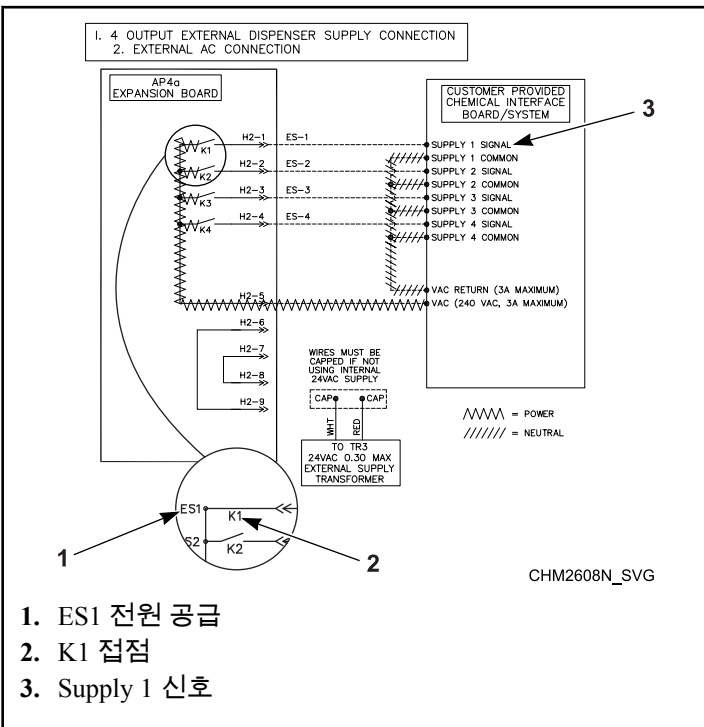 I. 4 OUTPUT EXTERNAL DISPENSER SUPPLY CONNECTION
2. EXTERNAL AC CONNECTION
AP4a
EXPANSION BOARD
CUSTOMER PROVIDED
CHEMICAL INTERFACE
BOARD/SYSTEM
3
K1
H2-1
ES-1
SUPPLY 1 SIGNAL
SUPPLY 1 COMMON
K2
H2-2
ES-2
SUPPLY 2 SIGNAL
SUPPLY 2 COMMON
K3
H2-3
ES-3
SUPPLY 3 SIGNAL
SUPPLY 3 COMMON
K4
H2-4
ES-4
SUPPLY 4 SIGNAL
SUPPLY 4 COMMON
VAC RETURN (3A MAXIMUM)
H2-5
VAC (240 VAC, 3A MAXIMUM)
H2-6
H2-7
H2-8
H2-9
WIRES MUST BE
CAPPED IF NOT
USING INTERNAL
24VAC SUPPLY
CAP
CAP
WHT
RED
TO TR3
24VAC 0.30 MAX
EXTERNAL SUPPLY
TRANSFORMER
= POWER
= NEUTRAL
ES1
K1
S2
K2
1
2
CHM2608N_SVG
1. ES1 전원 공급
2. K1 접점
3. Supply 1 신호